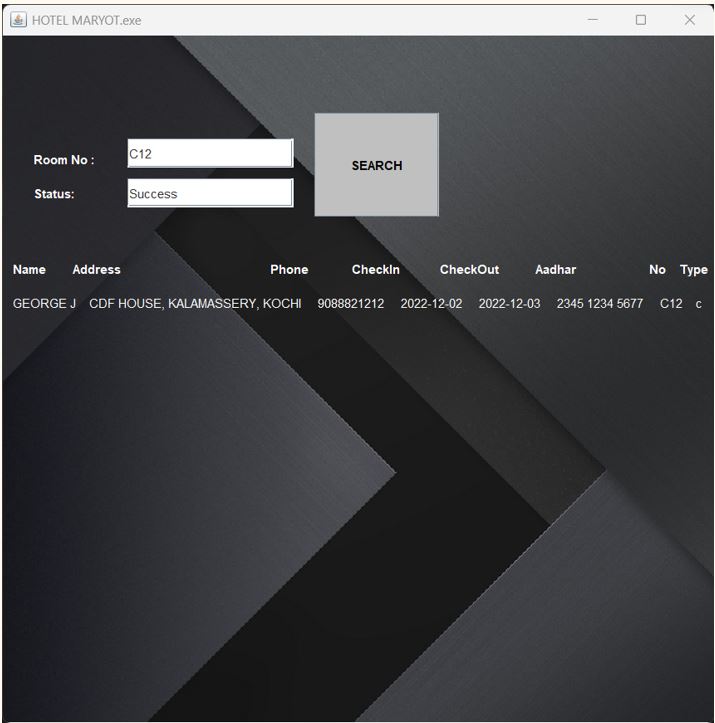 HOTEL MARYOT.exe
Room No : C12 SEARCH
Status: Success
Name Address Phone CheckIn CheckOut Aadhar No Type
GEORGE J CDF HOUSE, KALAMASSERY, KOCHI 9088821212 2022-12-02 2022-12-03 2345 1234 5677 C12 c